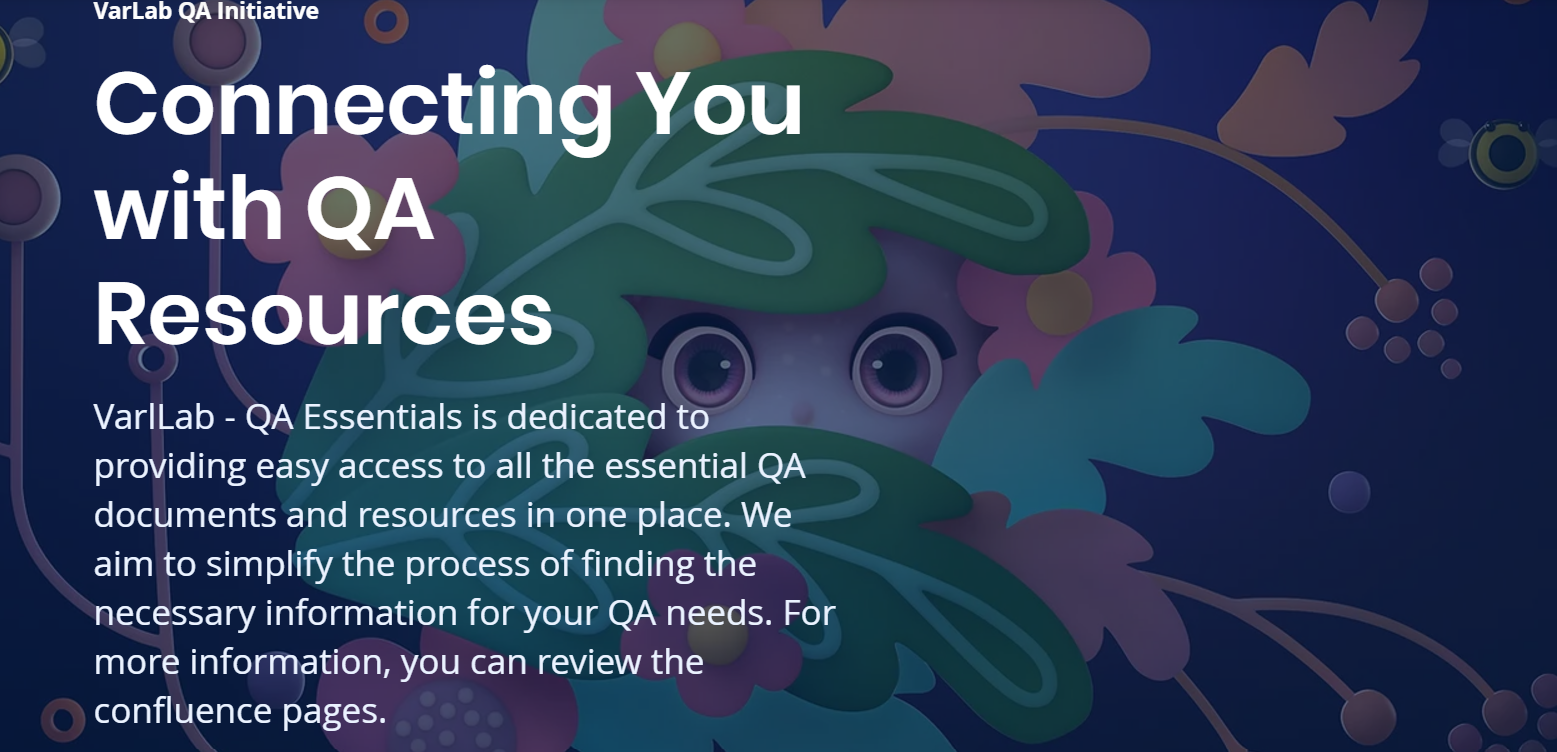 VarLab QA Initiative
Connecting You
with QA
Resources
VarlLab - QA Essentials is dedicated to
providing easy access to all the essential QA
documents and resources in one place. We
aim to simplify the process of finding the
necessary information for your QA needs. For
more information, you can review the
confluence pages.